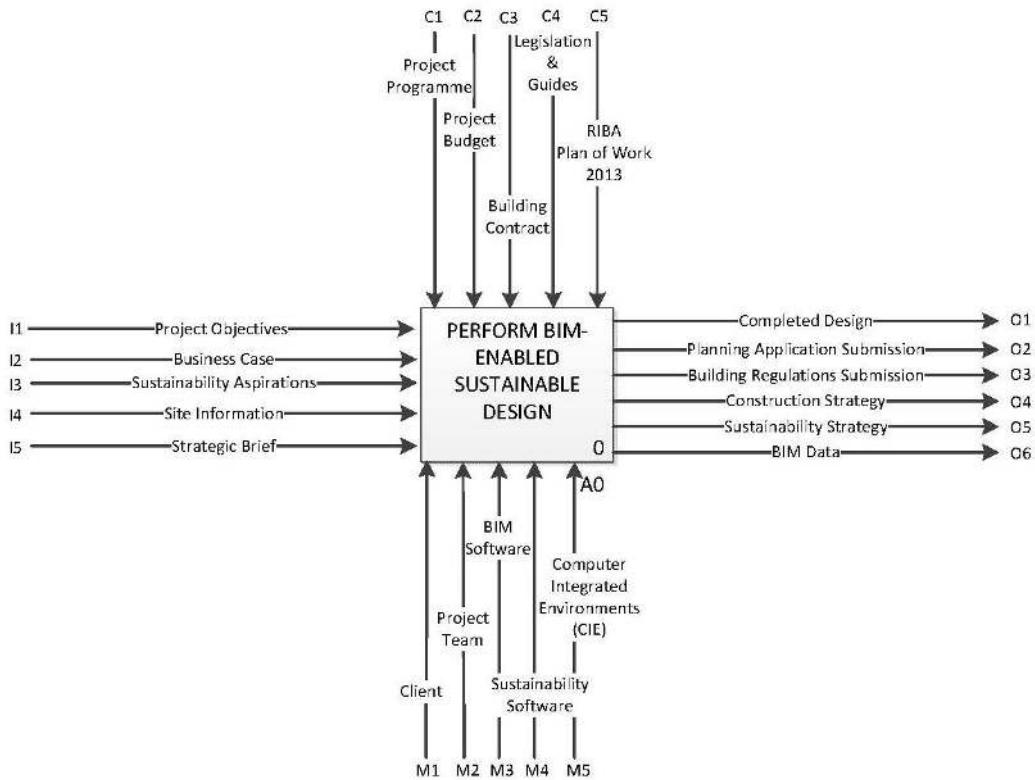 C1 C2 C3 C4 C5
Project
Programme
Project
Budget
Building
Contract
Legislation
&
Guides
RIBA
Plan of Work
2013
I1 Project Objectives
I2 Business Case
I3 Sustainability Aspirations
I4 Site Information
I5 Strategic Brief
PERFORM BIM-
ENABLED
SUSTAINABLE
DESIGN
0
A0
Completed Design O1
Planning Application Submission O2
Building Regulations Submission O3
Construction Strategy O4
Sustainability Strategy O5
BIM Data O6
Client
Project
Team
BIM
Software
Sustainability
Software
Computer
Integrated
Environments
(CIE)
M1 M2 M3 M4 M5